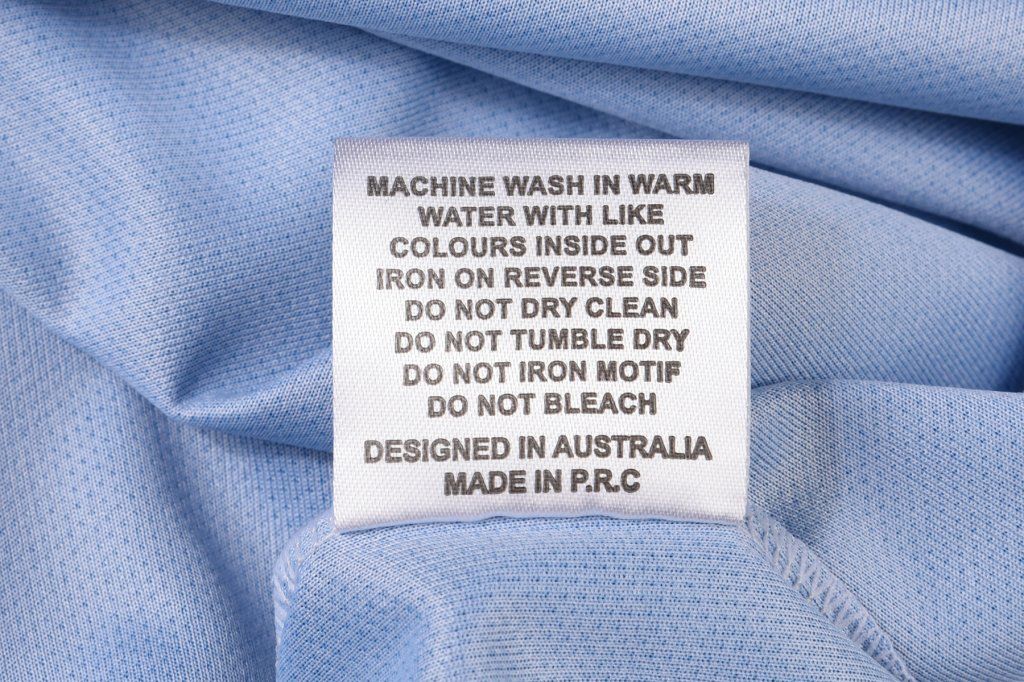 MACHINE WASH IN WARM
WATER WITH LIKE
COLOURS INSIDE OUT
IRON ON REVERSE SIDE
DO NOT DRY CLEAN
DO NOT TUMBLE DRY
DO NOT IRON MOTIF
DO NOT BLEACH
DESIGNED IN AUSTRALIA
MADE IN P.R.C